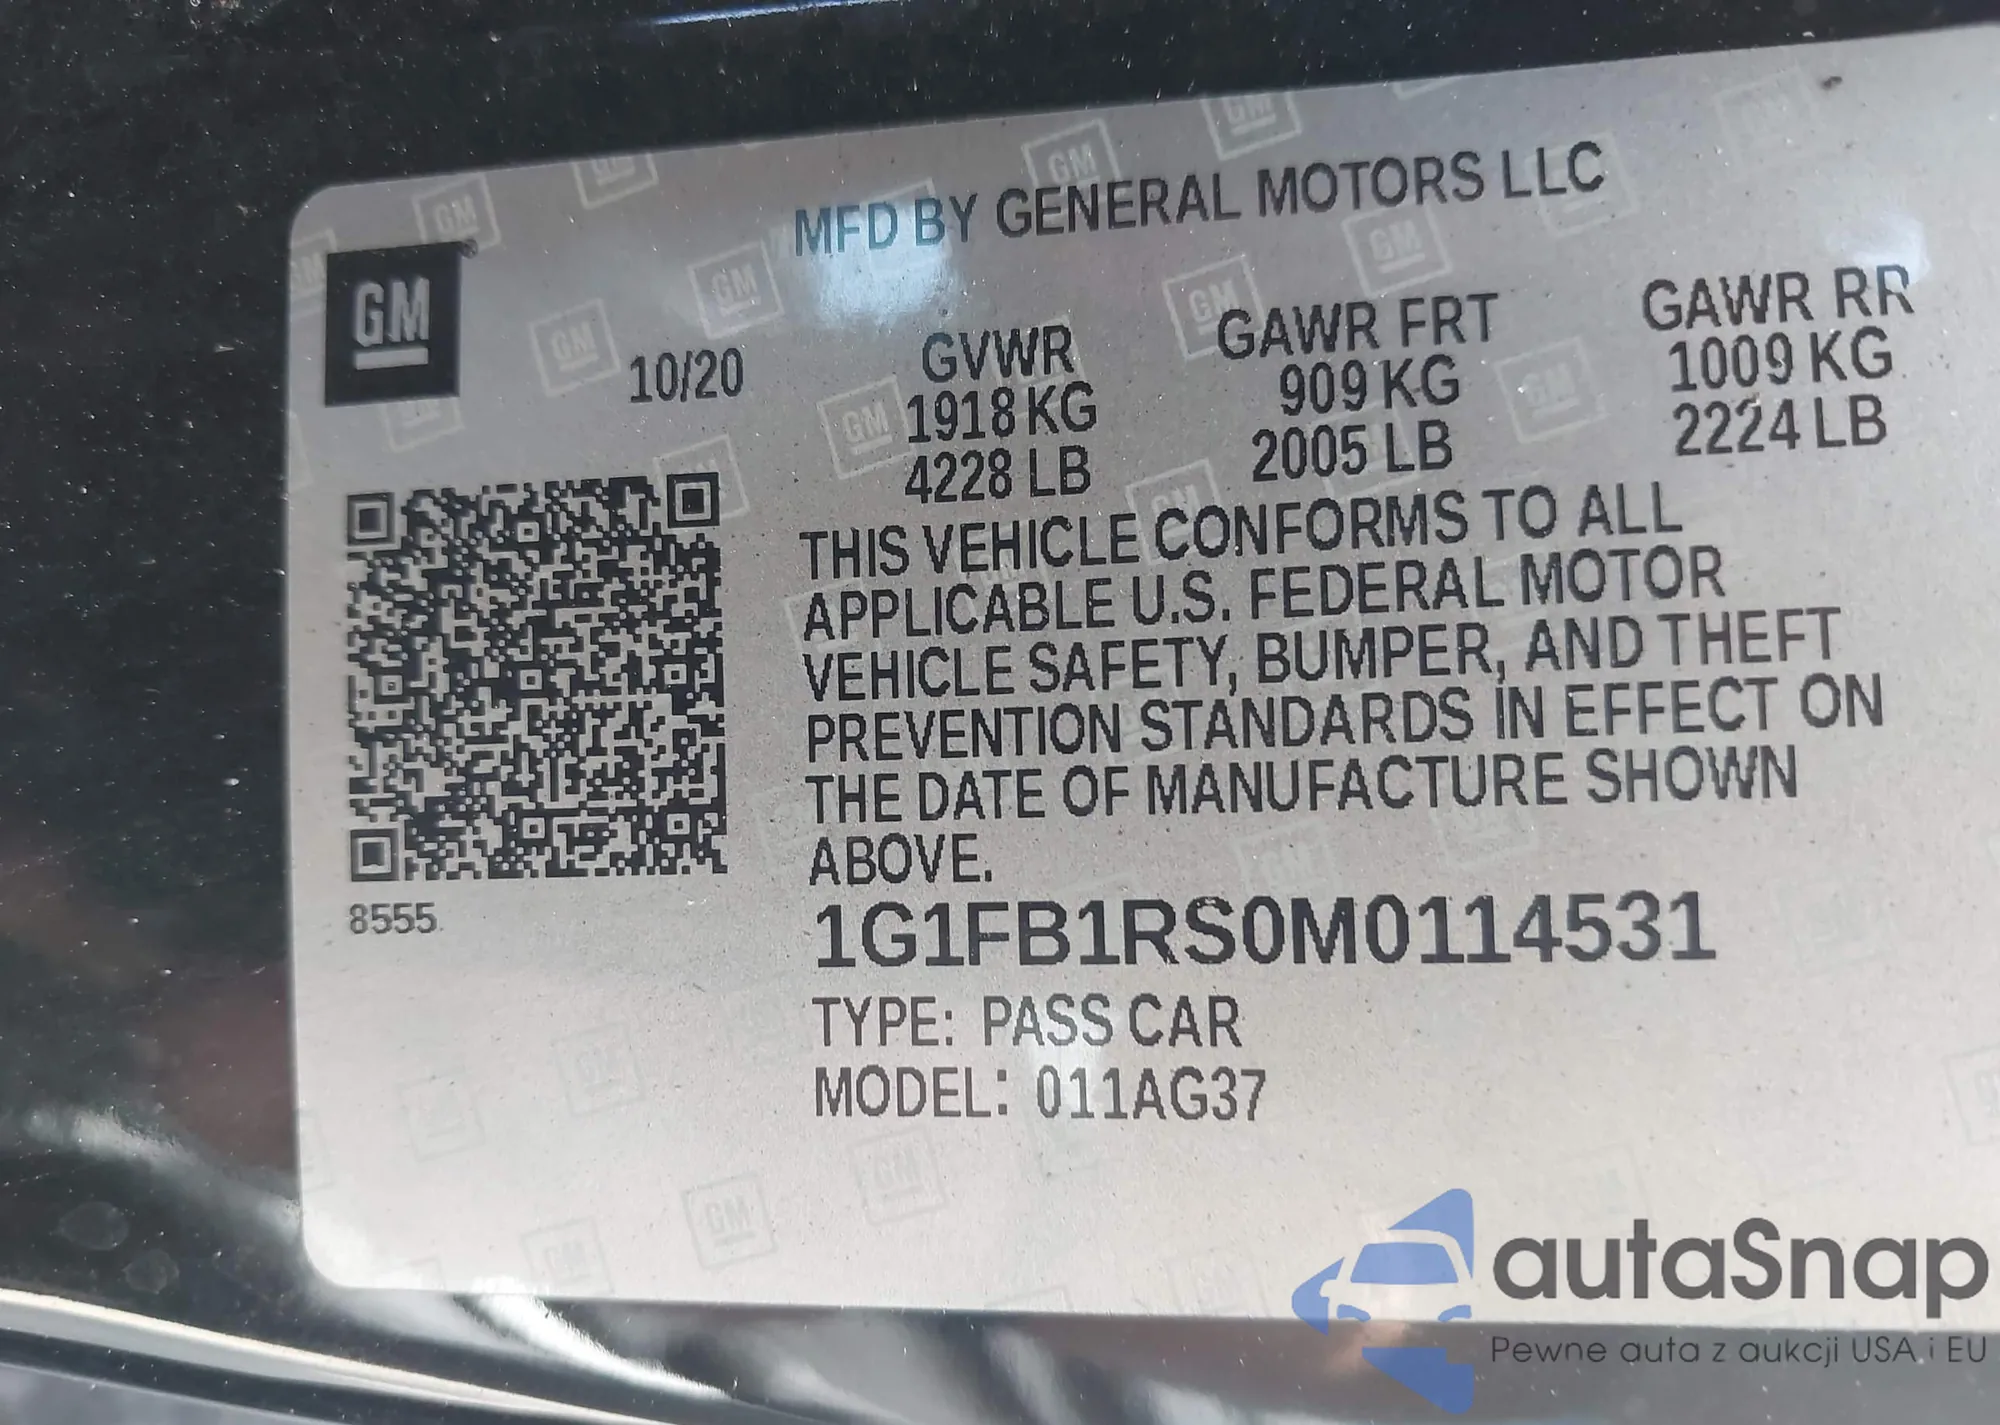 MFD BY GENERAL MOTORS LLC
GM
10/20
GVWR
1918 KG
4228 LB
GAWR FRT
909 KG
2005 LB
GAWR RR
1009 KG
2224 LB
THIS VEHICLE CONFORMS TO ALL
APPLICABLE U.S. FEDERAL MOTOR
VEHICLE SAFETY, BUMPER, AND THEFT
PREVENTION STANDARDS IN EFFECT ON
THE DATE OF MANUFACTURE SHOWN
ABOVE.
8555
1G1FB1RS0M0114531
TYPE: PASS CAR
MODEL: 011AG37
autaSnap
Pewne auta z aukcji USA i EU